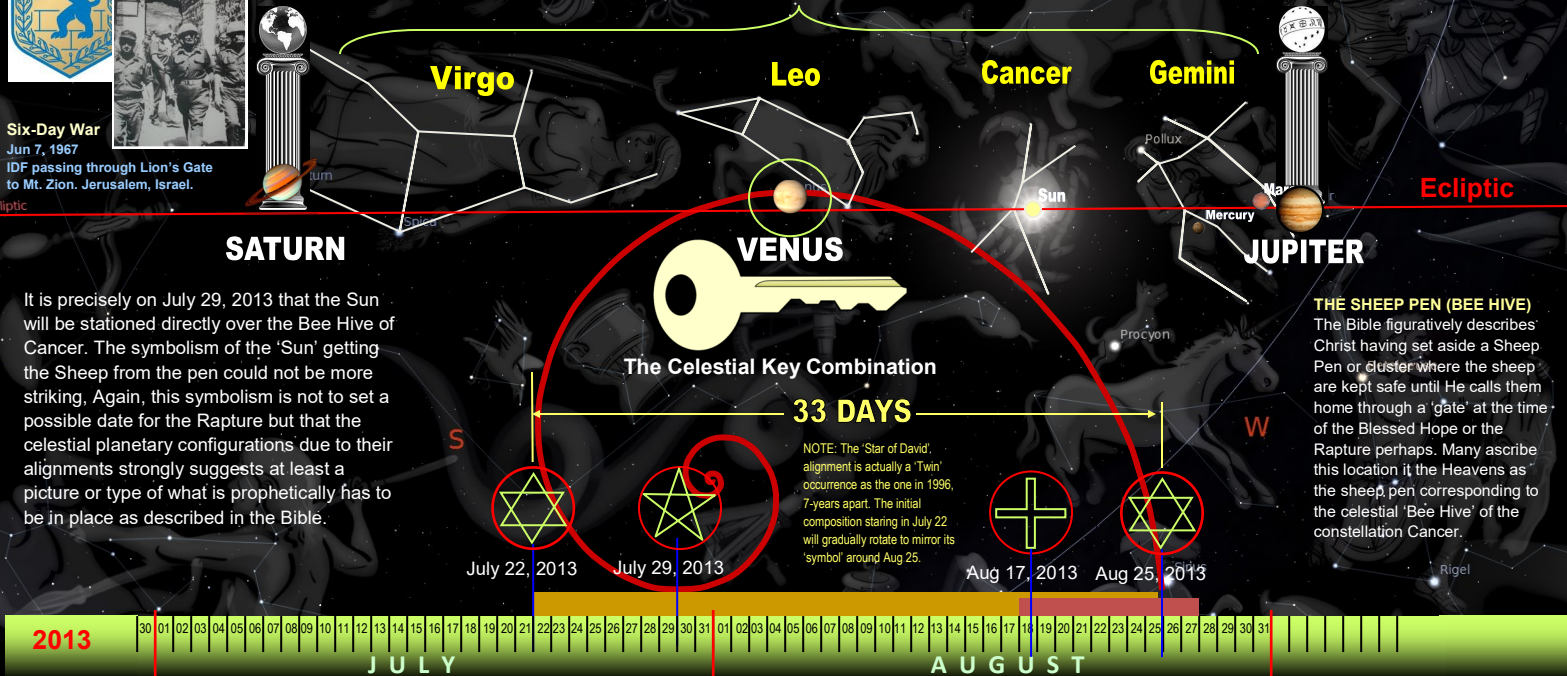 Virgo
Leo
Cancer
Gemini
Pollux
Six-Day War
Jun 7, 1967
IDF passing through Lion's Gate
to Mt. Zion. Jerusalem, Israel.
Sun
Mercury
Ecliptic
Spica
SATURN
VENUS
JUPITER
It is precisely on July 29, 2013 that the Sun
will be stationed directly over the Bee Hive of
Cancer. The symbolism of the ‘Sun’ getting
the Sheep from the pen could not be more
striking, Again, this symbolism is not to set a
possible date for the Rapture but that the
celestial planetary configurations due to their
alignments strongly suggests at least a
picture or type of what is prophetically has to
be in place as described in the Bible.
The Celestial Key Combination
33 DAYS
NOTE: The ‘Star of David’.
alignment is actually a ‘Twin’
occurrence as the one in 1996,
7-years apart. The initial
composition staring in July 22
will gradually rotate to mirror its
‘symbol’ around Aug 25.
Procyon
S
W
THE SHEEP PEN (BEE HIVE)
The Bible figuratively describes
Christ having set aside a Sheep
Pen or cluster where the sheep
are kept safe until He calls them
home through a ‘gate’ at the time
of the Blessed Hope or the
Rapture perhaps. Many ascribe
this location it the Heavens as
the sheep pen corresponding to
the celestial ‘Bee Hive’ of the
constellation Cancer.
Rigel
July 22, 2013
July 29, 2013
Aug 17, 2013
Aug 25, 2013
2013
30 01 02 03 04 05 06 07 08 09 10 11 12 13 14 15 16 17 18 19 20 21 22 23 24 25 26 27 28 29 30 31 01 02 03 04 05 06 07 08 09 10 11 12 13 14 15 16 17 18 19 20 21 22 23 24 25 26 27 28 29 30 31
JULY
AUGUST